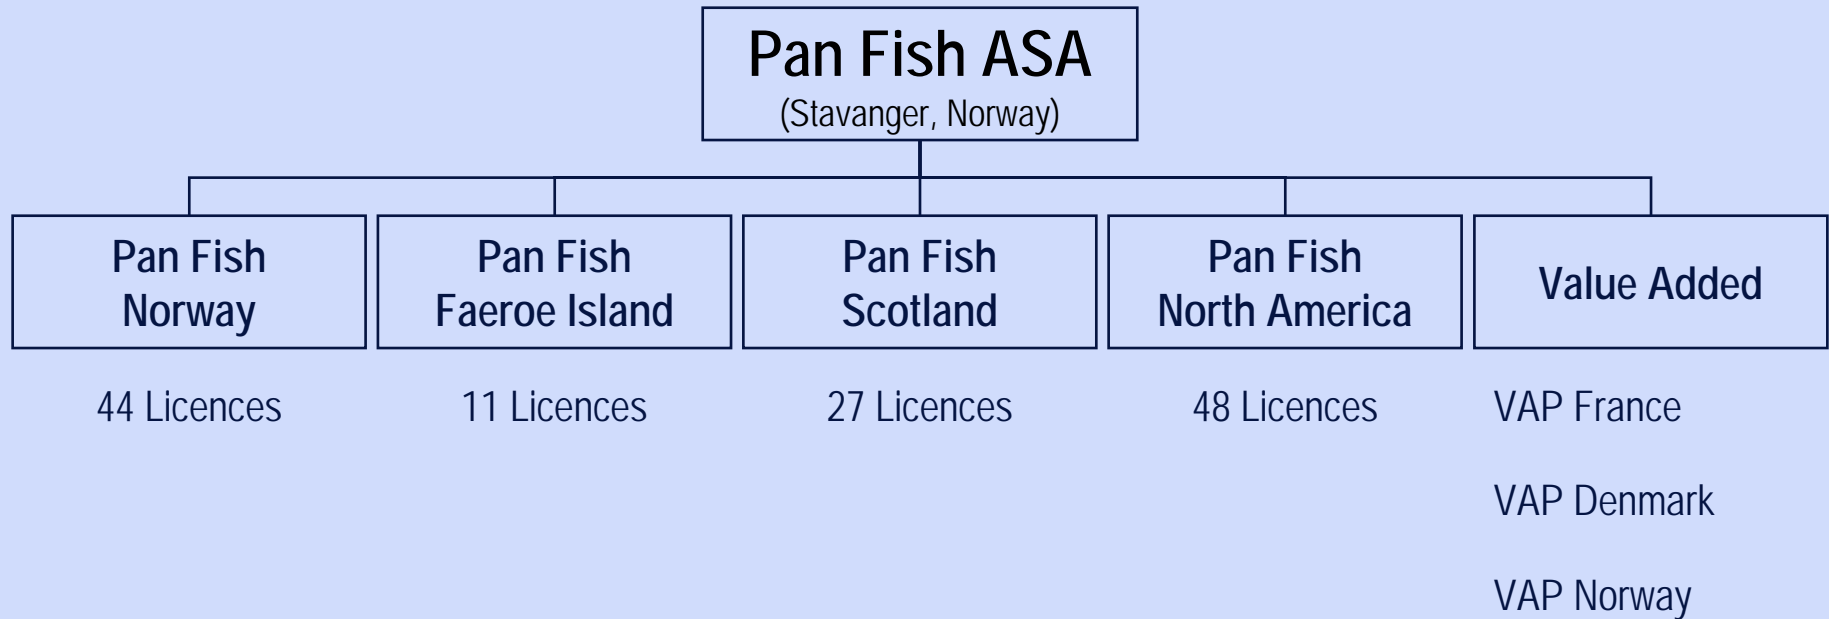 Pan Fish ASA
(Stavanger, Norway)
Pan Fish
Norway
Pan Fish
Faeroe Island
Pan Fish
Scotland
Pan Fish
North America
Value Added
44 Licences
11 Licences
27 Licences
48 Licences
VAP France
VAP Denmark
VAP Norway